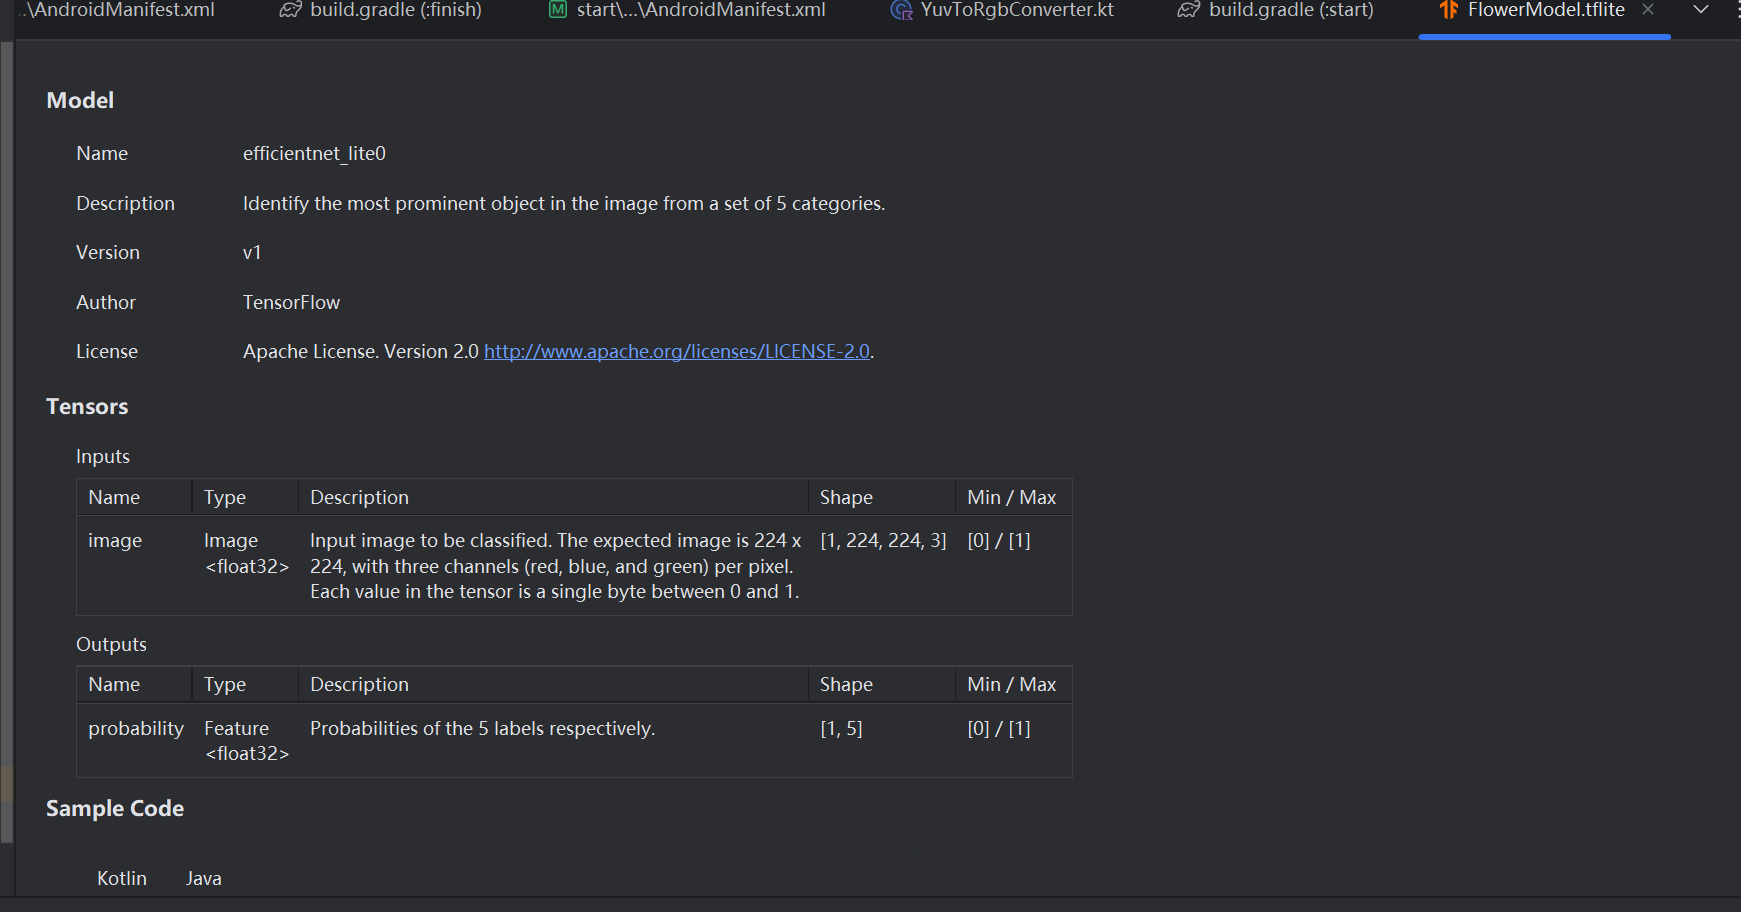 ..\AndroidManifest.xml build.gradle (:finish) start\...\AndroidManifest.xml YuvToRgbConverter.kt build.gradle (:start) FlowerModel.tflite
Model
Name efficientnet_lite0
Description Identify the most prominent object in the image from a set of 5 categories.
Version v1
Author TensorFlow
License Apache License. Version 2.0 http://www.apache.org/licenses/LICENSE-2.0.
Tensors
Inputs
Name Type Description Shape Min / Max
image Image Input image to be classified. The expected image is 224 x [1, 224, 224, 3] [0] / [1]
<float32> 224, with three channels (red, blue, and green) per pixel.
Each value in the tensor is a single byte between 0 and 1.
Outputs
Name Type Description Shape Min / Max
probability Feature Probabilities of the 5 labels respectively. [1, 5] [0] / [1]
<float32>
Sample Code
Kotlin Java